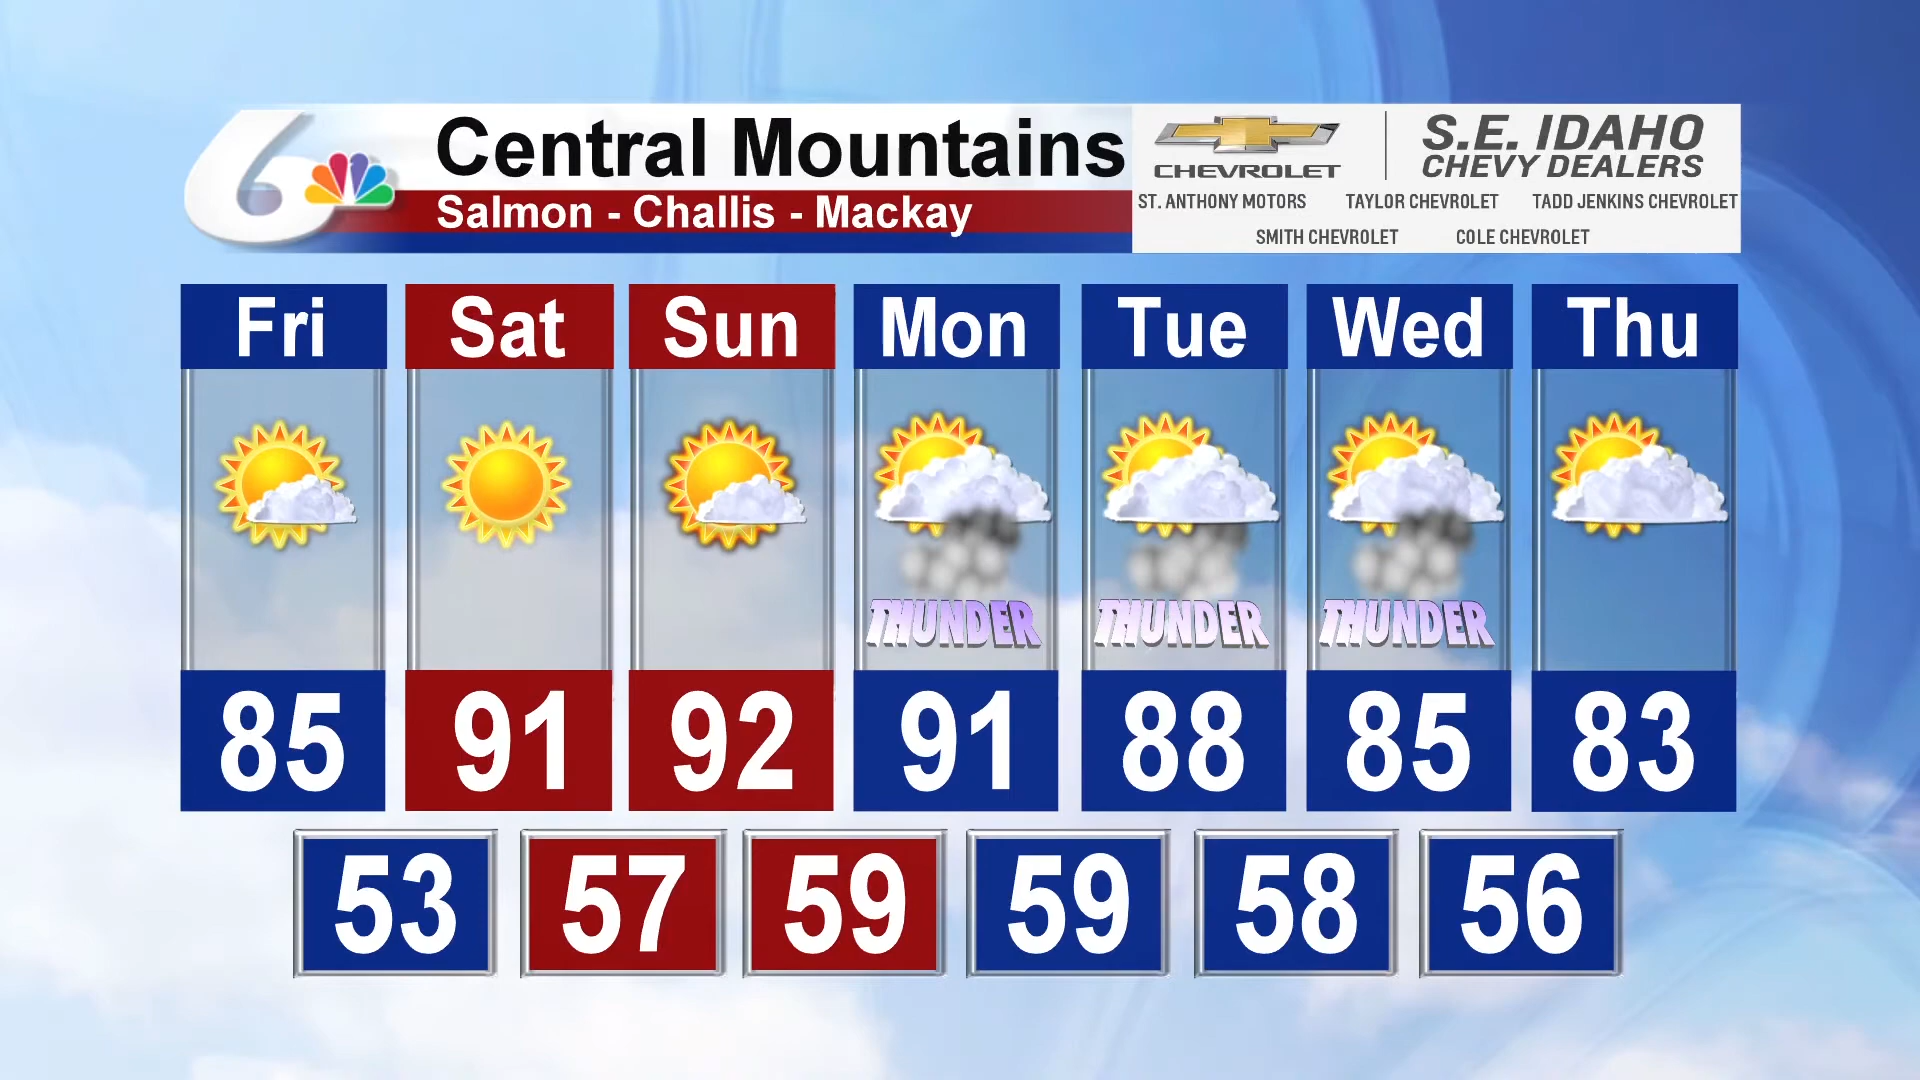 6
Central Mountains
Salmon - Challis - Mackay
CHEVROLET
S.E. IDAHO
CHEVY DEALERS
ST. ANTHONY MOTORS TAYLOR CHEVROLET TADD JENKINS CHEVROLET
SMITH CHEVROLET COLE CHEVROLET
Fri Sat Sun Mon Tue Wed Thu
THUNDER THUNDER THUNDER
85 91 92 91 88 85 83
53 57 59 59 58 56